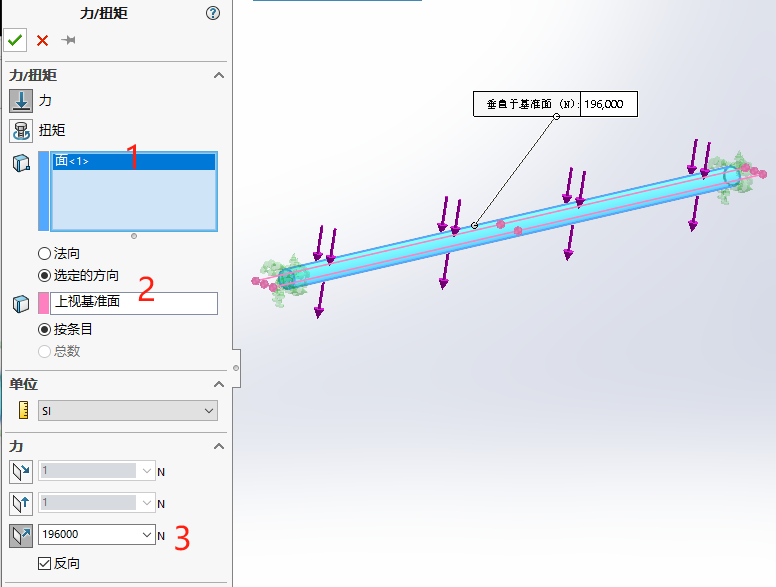 力/扭矩
?
力/扭矩
力
扭矩
1
面<1>
法向
选定的方向
2
上视基准面
按条目
总数
单位
SI
力
1 N
1 N
196000 N
3
反向
垂直于基准面 (N): 196,000